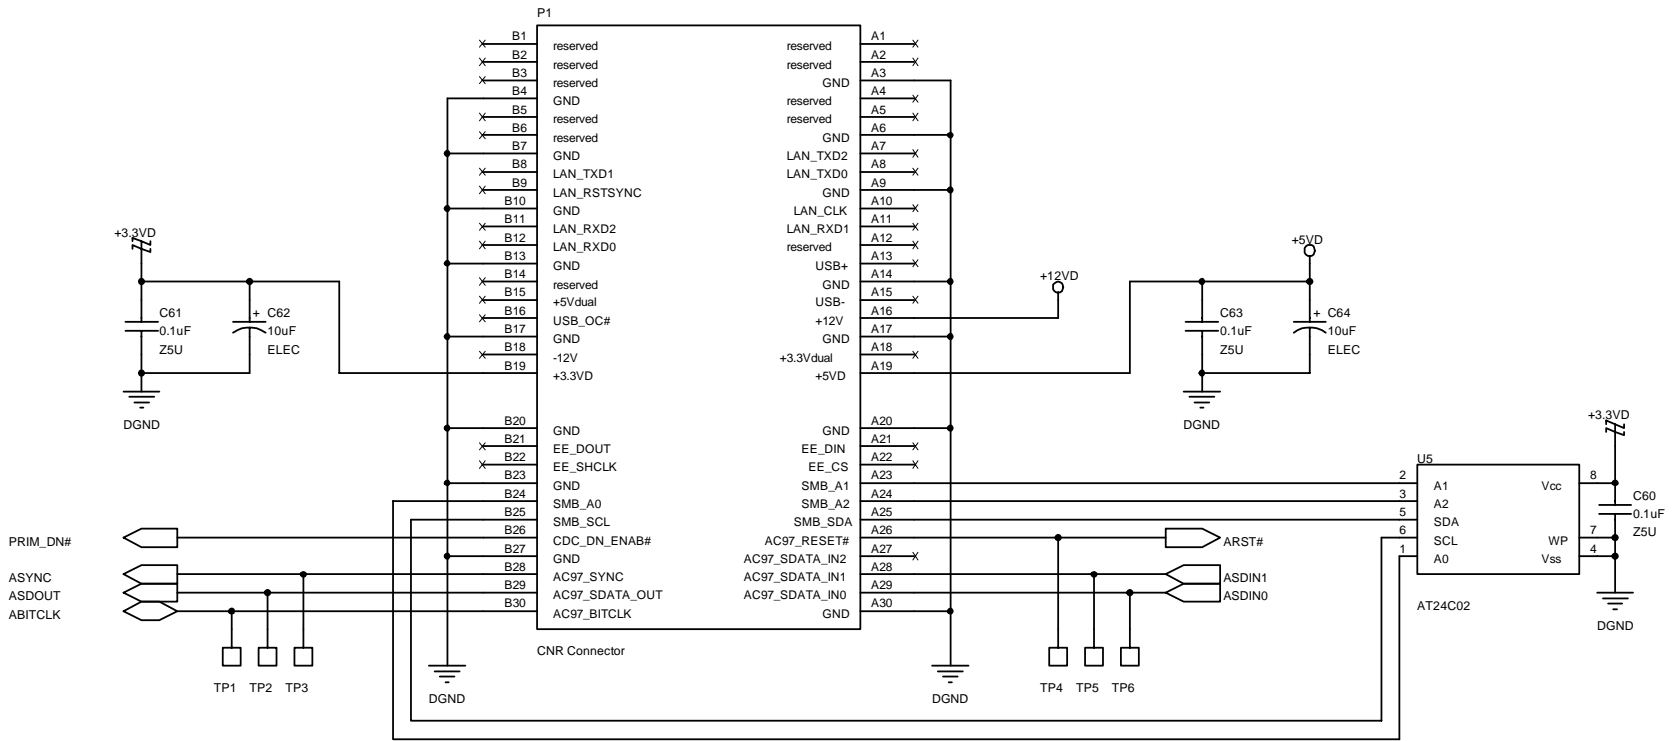 P1
B1 reserved reserved A1
B2 reserved reserved A2
B3 reserved GND A3
B4 GND reserved A4
B5 reserved reserved A5
B6 reserved GND A6
B7 GND LAN_TXD2 A7
B8 LAN_TXD1 LAN_TXD0 A8
B9 LAN_RSTSYNC GND A9
B10 GND LAN_CLK A10
B11 LAN_RXD2 LAN_RXD1 A11
B12 LAN_RXD0 reserved A12
B13 GND USB+ A13
B14 reserved GND A14
B15 +5Vdual USB- A15
B16 USB_OC# +12V A16
B17 GND GND A17
B18 -12V +3.3Vdual A18
B19 +3.3VD +5VD A19
B20 GND GND A20
B21 EE_DOUT EE_DIN A21
B22 EE_SHCLK EE_CS A22
B23 GND SMB_A1 A23
B24 SMB_A0 SMB_A2 A24
B25 SMB_SCL SMB_SDA A25
B26 CDC_DN_ENAB# AC97_RESET# A26
B27 GND AC97_SDATA_IN2 A27
B28 AC97_SYNC AC97_SDATA_IN1 A28
B29 AC97_SDATA_OUT AC97_SDATA_IN0 A29
B30 AC97_BITCLK GND A30
CNR Connector
+3.3VD
C61
0.1uF
Z5U
+ C62
10uF
ELEC
DGND
PRIM_DN#
ASYNC
ASDOUT
ABITCLK
TP1 TP2 TP3
DGND
DGND
+12VD
+5VD
C63
0.1uF
Z5U
+ C64
10uF
ELEC
DGND
ARST#
ASDIN1
ASDIN0
TP4 TP5 TP6
+3.3VD
U5
2 A1 Vcc 8
3 A2
5 SDA
6 SCL WP 7
1 A0 Vss 4
AT24C02
C60
0.1uF
Z5U
DGND